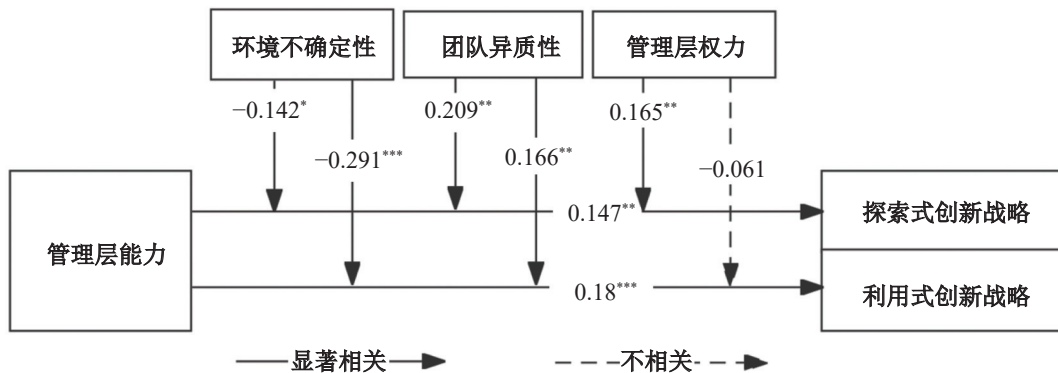 环境不确定性
团队异质性
管理层权力
−0.142*
0.209**
0.165**
−0.291***
0.166**
−0.061
管理层能力
0.147**
探索式创新战略
0.18***
利用式创新战略
显著相关
不相关